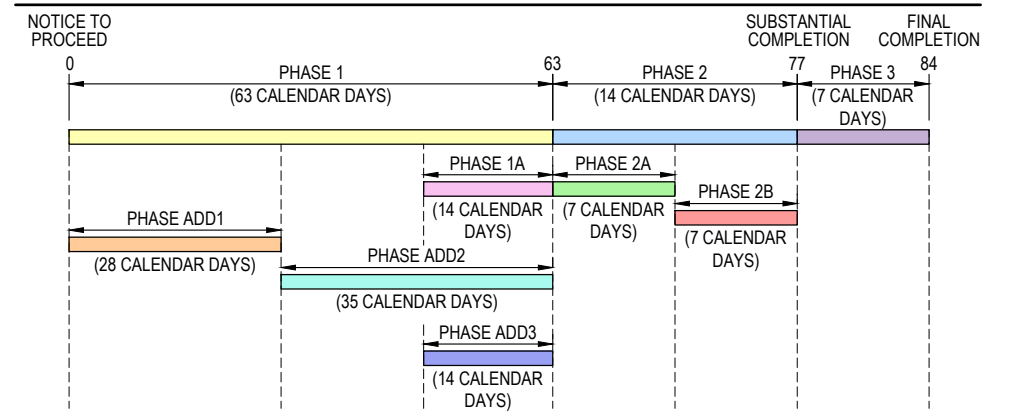 NOTICE TO
PROCEED
SUBSTANTIAL
COMPLETION
FINAL
COMPLETION
0
63
77
84
PHASE 1
(63 CALENDAR DAYS)
PHASE 2
(14 CALENDAR DAYS)
PHASE 3
(7 CALENDAR
DAYS)
PHASE 1A
(14 CALENDAR
DAYS)
PHASE 2A
(7 CALENDAR
DAYS)
PHASE 2B
(7 CALENDAR
DAYS)
PHASE ADD1
(28 CALENDAR DAYS)
PHASE ADD2
(35 CALENDAR DAYS)
PHASE ADD3
(14 CALENDAR
DAYS)